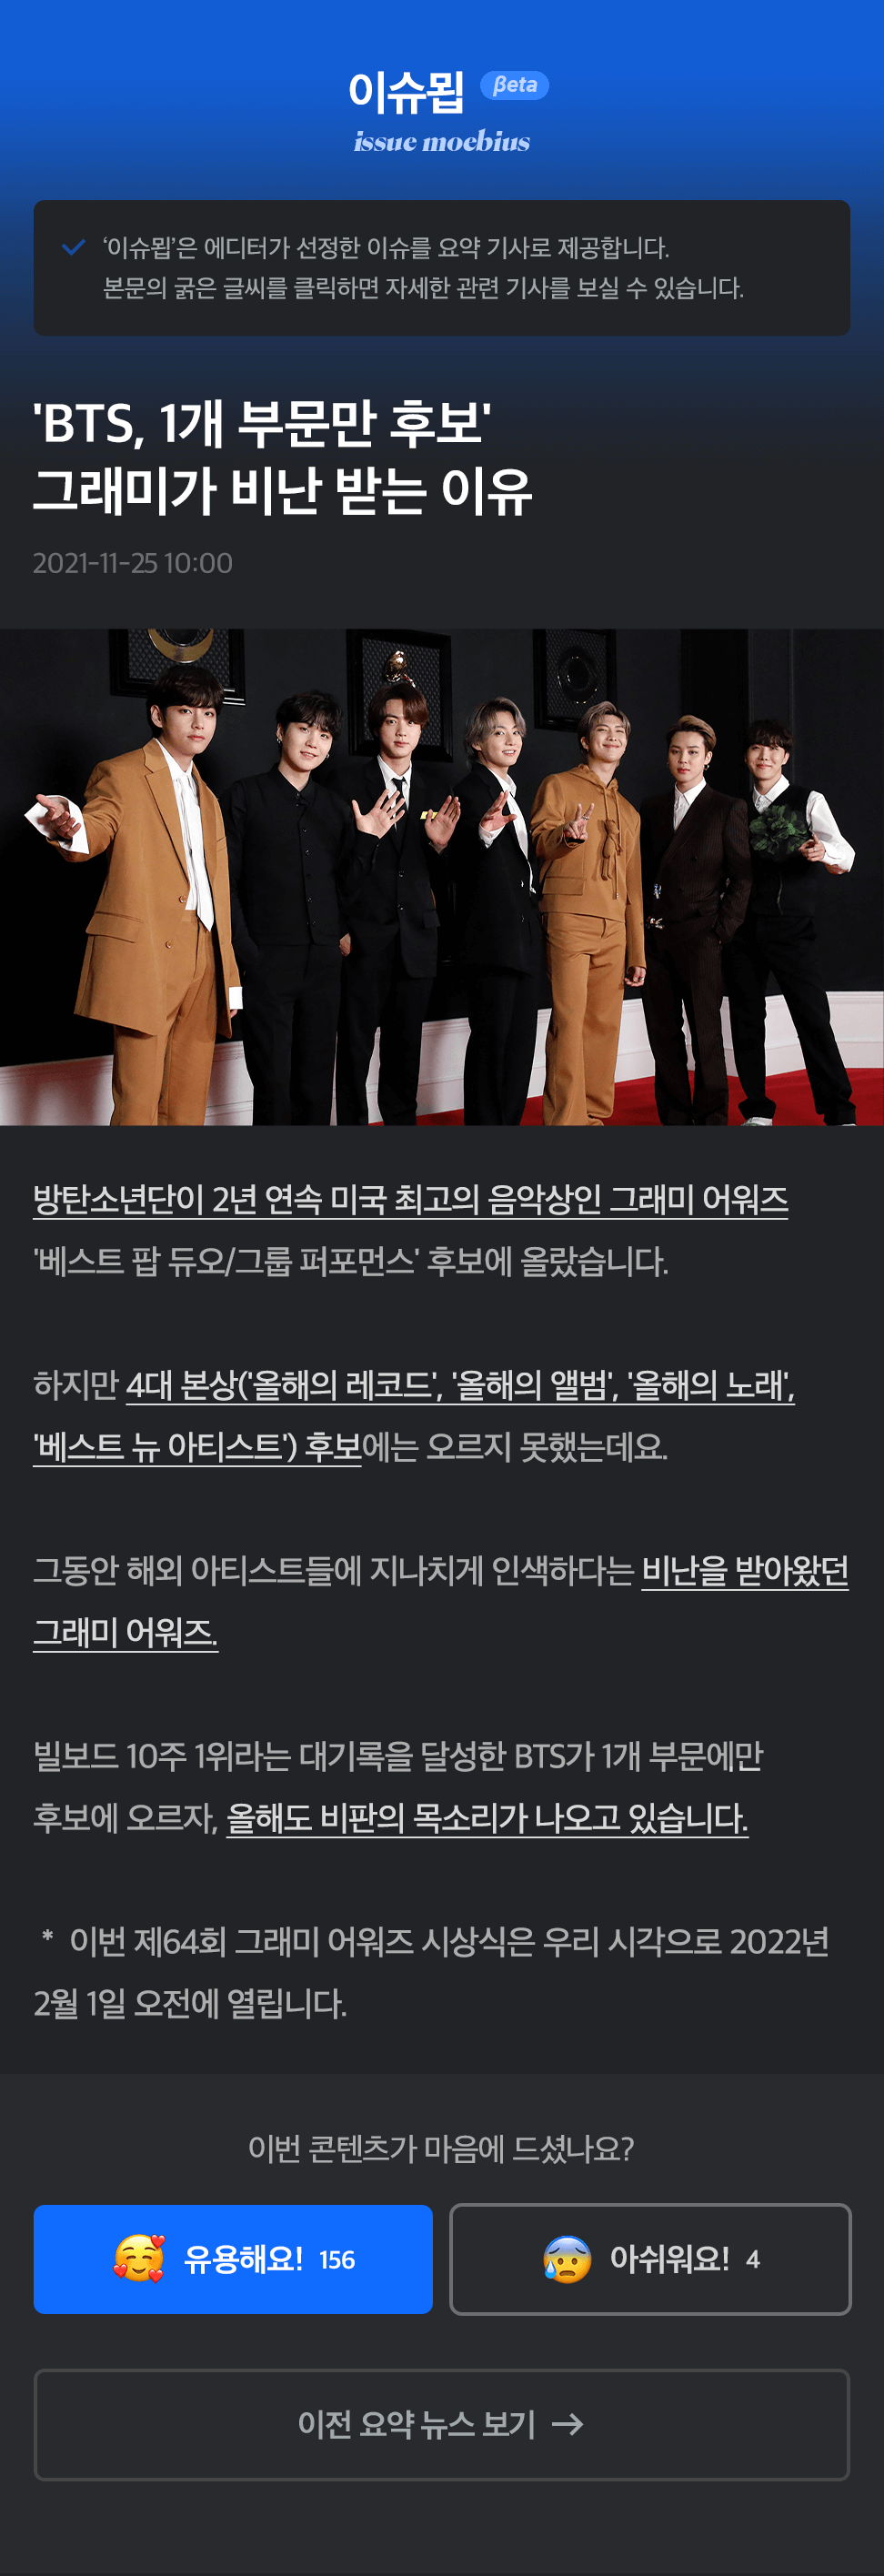 이슈묍 βeta
issue moebius
‘이슈묍’은 에디터가 선정한 이슈를 요약 기사로 제공합니다.
본문의 굵은 글씨를 클릭하면 자세한 관련 기사를 보실 수 있습니다.
'BTS, 1개 부문만 후보'
그래미가 비난 받는 이유
2021-11-25 10:00
방탄소년단이 2년 연속 미국 최고의 음악상인 그래미 어워즈
'베스트 팝 듀오/그룹 퍼포먼스' 후보에 올랐습니다.
하지만 4대 본상('올해의 레코드', '올해의 앨범', '올해의 노래',
'베스트 뉴 아티스트') 후보에는 오르지 못했는데요.
그동안 해외 아티스트들에 지나치게 인색하다는 비난을 받아왔던
그래미 어워즈.
빌보드 10주 1위라는 대기록을 달성한 BTS가 1개 부문에만
후보에 오르자, 올해도 비판의 목소리가 나오고 있습니다.
* 이번 제64회 그래미 어워즈 시상식은 우리 시각으로 2022년
2월 1일 오전에 열립니다.
이번 콘텐츠가 마음에 드셨나요?
유용해요! 156
아쉬워요! 4
이전 요약 뉴스 보기 →